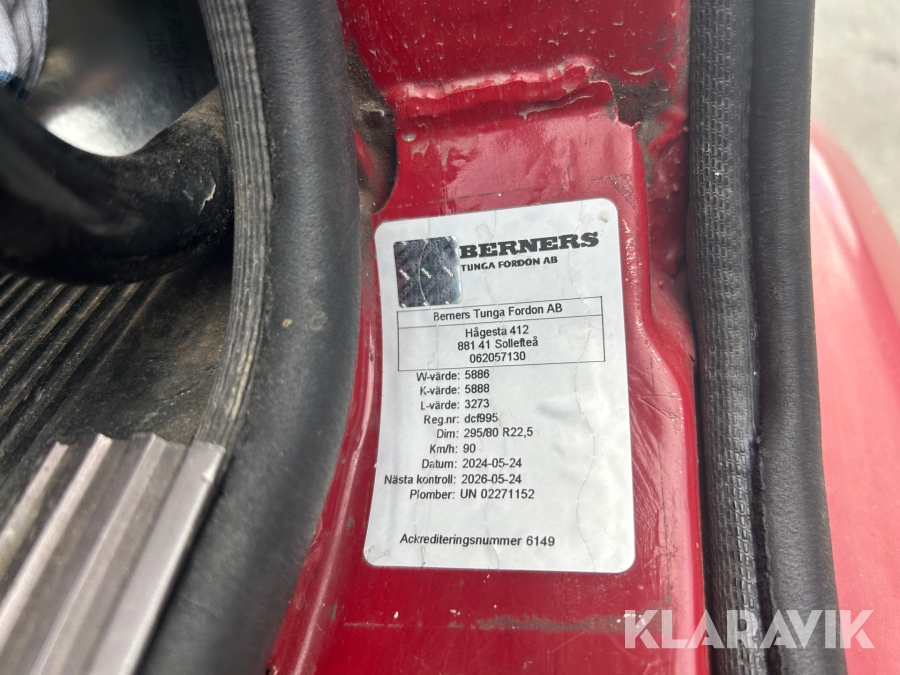 BERNERS
TUNGA FORDON AB
Berners Tunga Fordon AB
Hågesta 412
881 41 Sollefteå
062057130
W-värde: 5886
K-värde: 5888
L-värde: 3273
Reg.nr: dcf995
Dim: 295/80 R22,5
Km/h: 90
Datum: 2024-05-24
Nästa kontroll: 2026-05-24
Plomber: UN 02271152
Ackrediteringsnummer 6149
KLARAVIK